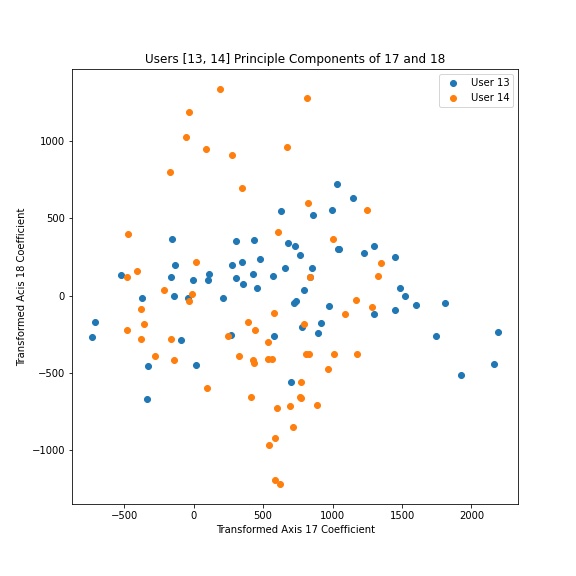 Users [13, 14] Principle Components of 17 and 18
User 13
User 14
1000
500
0
−500
−1000
Transformed Acis 18 Coefficient
−500
0
500
1000
1500
2000
Transformed Axis 17 Coefficient